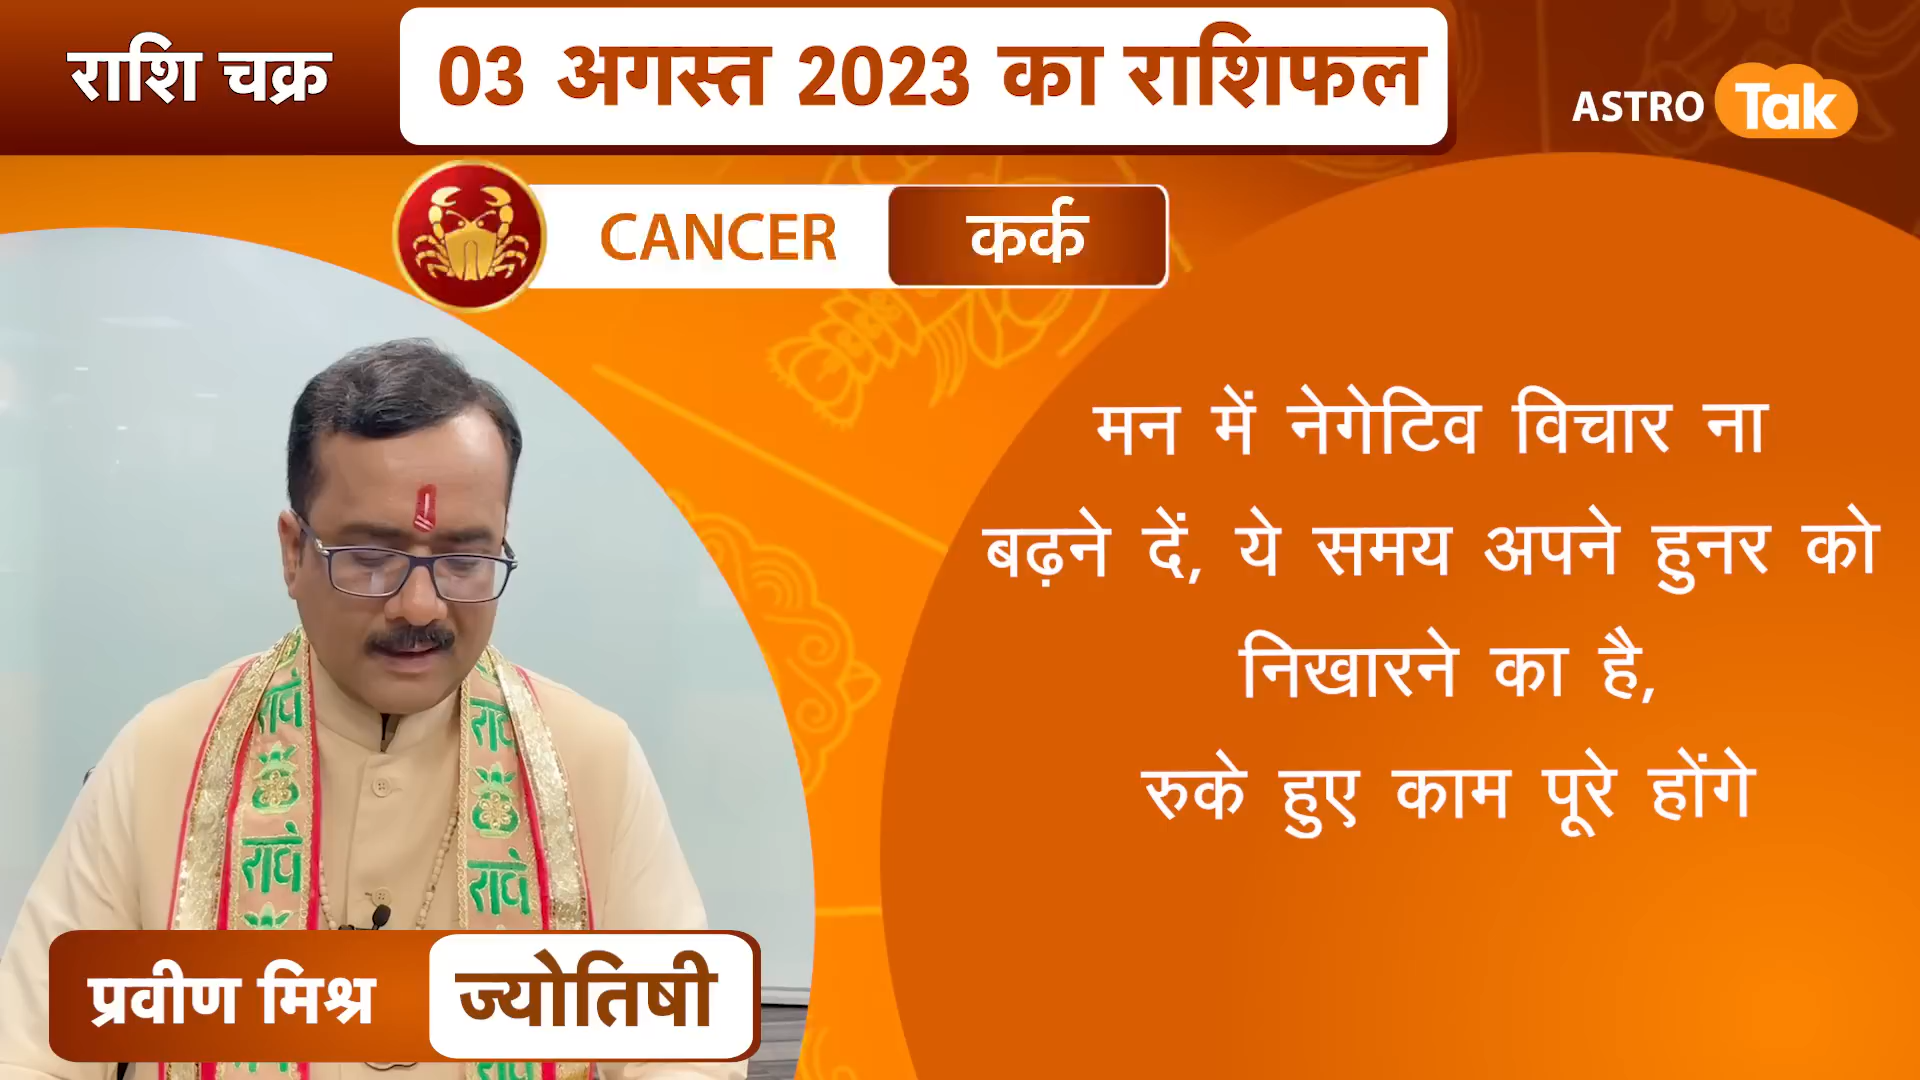 राशि चक्र
03 अगस्त 2023 का राशिफल
ASTRO Tak
CANCER
कर्क
मन में नेगेटिव विचार ना
बढ़ने दें, ये समय अपने हुनर को
निखारने का है,
रुके हुए काम पूरे होंगे
राधे
राधे
राधे
राधे
प्रवीण मिश्र
ज्योतिषी